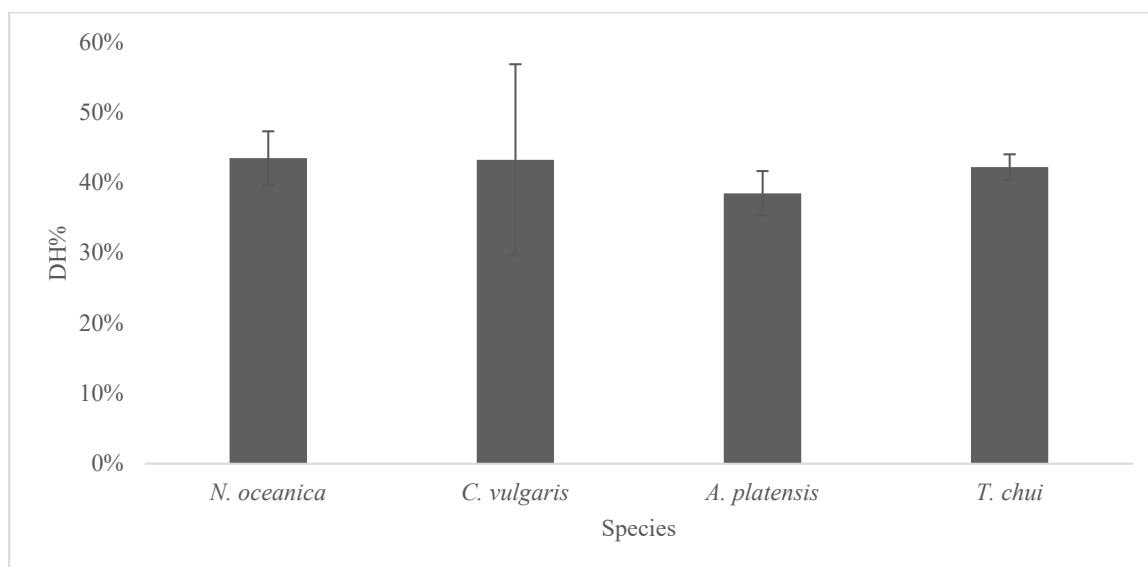 60%
50%
40%
30%
20%
10%
0%
DH%
N. oceanica
C. vulgaris
A. platensis
T. chui
Species